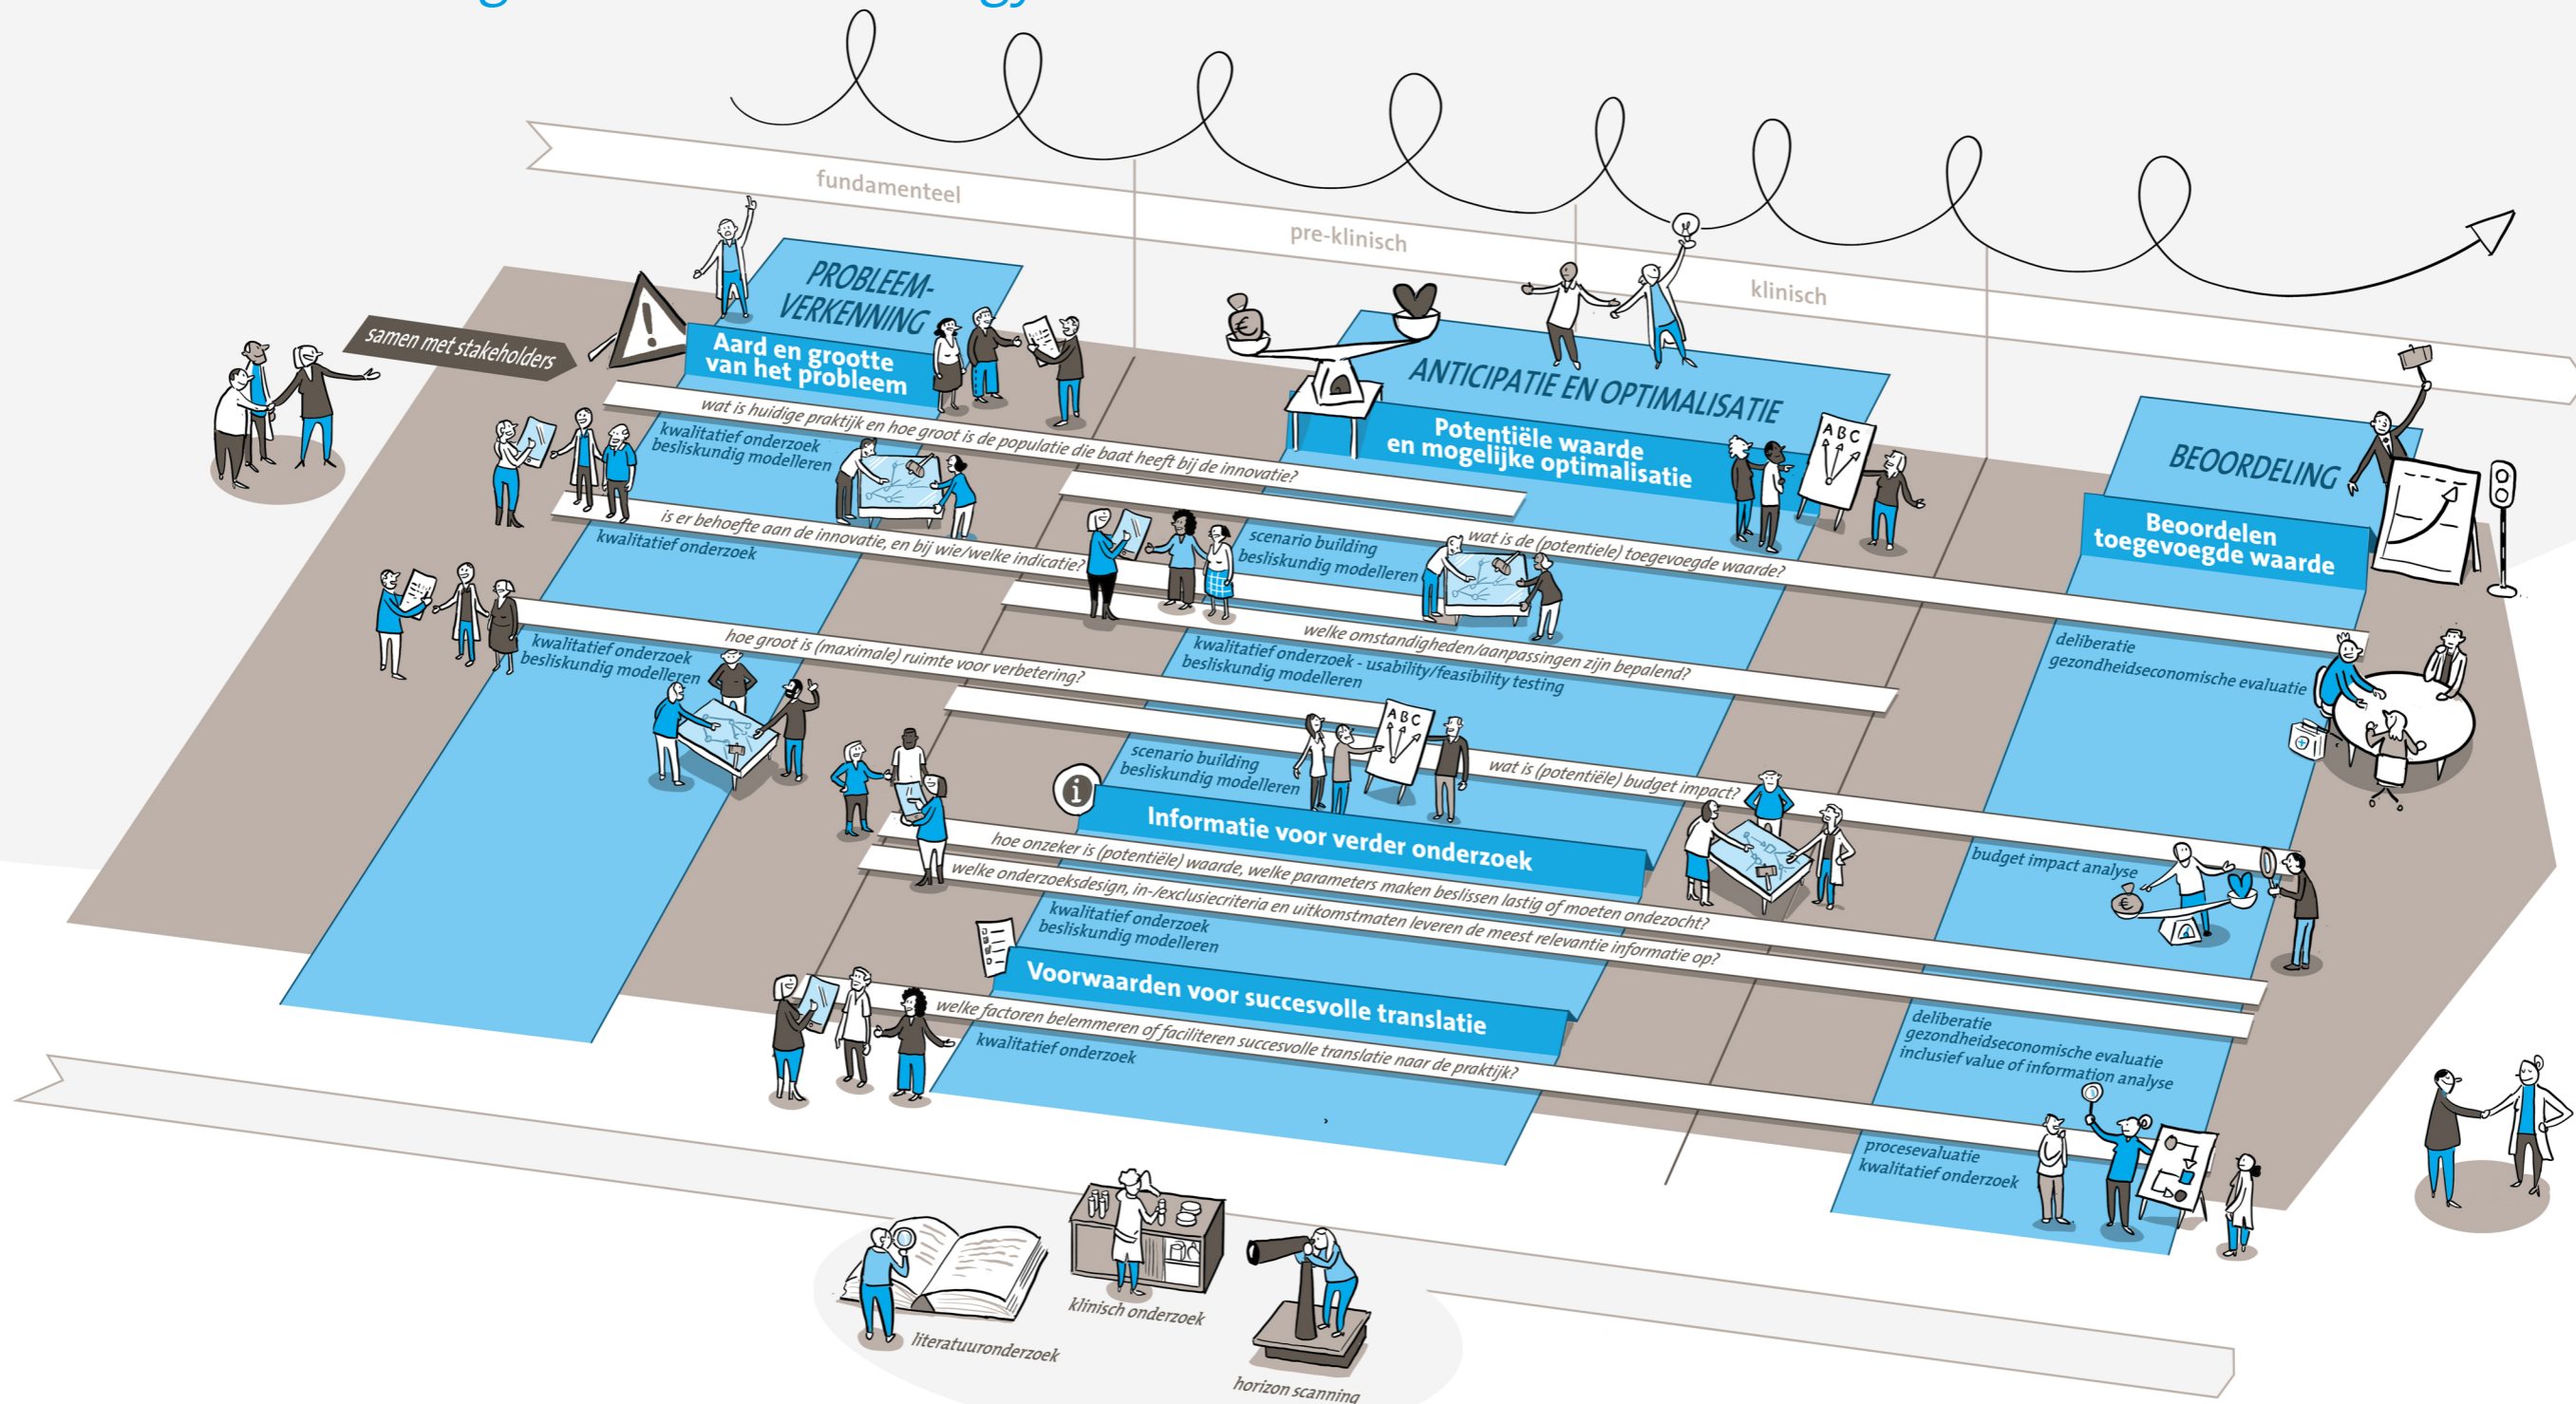 fundamenteel
pre-klinisch
klinisch
samen met stakeholders
PROBLEEM-
VERKENNING
Aard en grootte
van het probleem
wat is huidige praktijk en hoe groot is de populatie die baat heeft bij de innovatie?
kwalitatief onderzoek
besliskundig modelleren
is er behoefte aan de innovatie, en bij wie/welke indicatie?
kwalitatief onderzoek
hoe groot is (maximale) ruimte voor verbetering?
kwalitatief onderzoek
besliskundig modelleren
€
ANTICIPATIE EN OPTIMALISATIE
Potentiële waarde
en mogelijke optimalisatie
ABC
wat is de (potentiele) toegevoegde waarde?
scenario building
besliskundig modelleren
welke omstandigheden/aanpassingen zijn bepalend?
kwalitatief onderzoek - usability/feasibility testing
besliskundig modelleren
ABC
wat is (potentiële) budget impact?
scenario building
besliskundig modelleren
i
Informatie voor verder onderzoek
hoe onzeker is (potentiële) waarde, welke parameters maken beslissen lastig of moeten ondezocht?
welke onderzoeksdesign, in-/exclusiecriteria en uitkomstmaten leveren de meest relevantie informatie op?
kwalitatief onderzoek
besliskundig modelleren
Voorwaarden voor succesvolle translatie
welke factoren belemmeren of faciliteren succesvolle translatie naar de praktijk?
kwalitatief onderzoek
BEOORDELING
Beoordelen
toegevoegde waarde
deliberatie
gezondheidseconomische evaluatie
budget impact analyse
€
deliberatie
gezondheidseconomische evaluatie
inclusief value of information analyse
procesevaluatie
kwalitatief onderzoek
literatuuronderzoek
klinisch onderzoek
horizon scanning